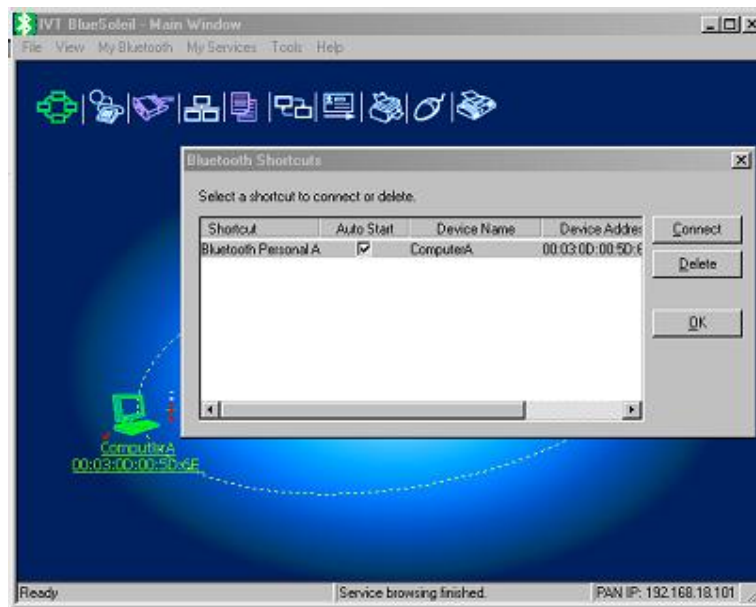 IVT BlueSoleil - Main Window
File View My Bluetooth My Services Tools Help
Bluetooth Shortcuts
Select a shortcut to connect or delete.
Shortcut Auto Start Device Name Device Addres
Bluetooth Personal A ComputerA 00:03:0D:00:5D:6
Connect
Delete
OK
ComputerA
00:03:0D:00:5D:6E
Ready Service browsing finished. PAN IP: 192.168.18.101